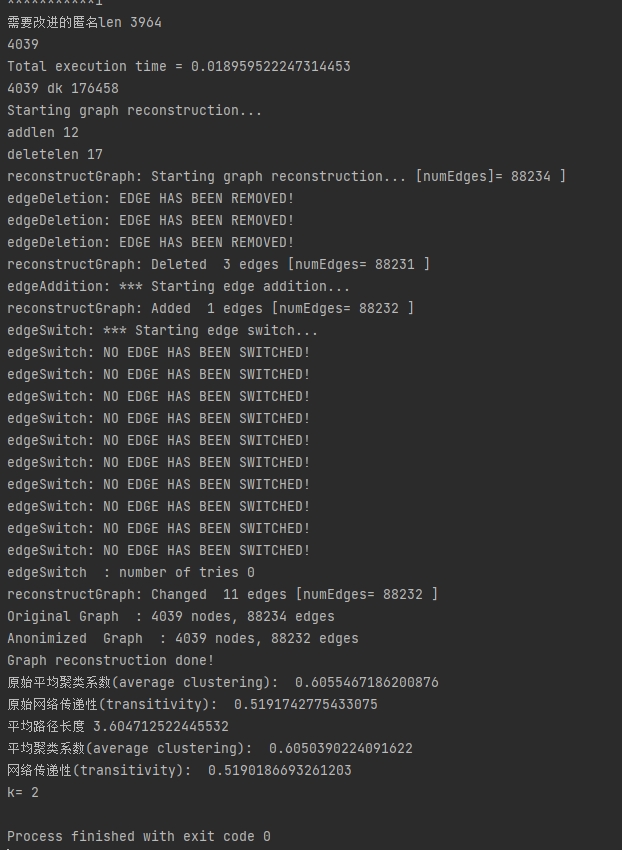 需要改进的匿名len 3964
4039
Total execution time = 0.018959522247314453
4039 dk 176458
Starting graph reconstruction...
addlen 12
deletelen 17
reconstructGraph: Starting graph reconstruction... [numEdges]= 88234 ]
edgeDeletion: EDGE HAS BEEN REMOVED!
edgeDeletion: EDGE HAS BEEN REMOVED!
edgeDeletion: EDGE HAS BEEN REMOVED!
reconstructGraph: Deleted  3 edges [numEdges= 88231 ]
edgeAddition: *** Starting edge addition...
reconstructGraph: Added  1 edges [numEdges= 88232 ]
edgeSwitch: *** Starting edge switch...
edgeSwitch: NO EDGE HAS BEEN SWITCHED!
edgeSwitch: NO EDGE HAS BEEN SWITCHED!
edgeSwitch: NO EDGE HAS BEEN SWITCHED!
edgeSwitch: NO EDGE HAS BEEN SWITCHED!
edgeSwitch: NO EDGE HAS BEEN SWITCHED!
edgeSwitch: NO EDGE HAS BEEN SWITCHED!
edgeSwitch: NO EDGE HAS BEEN SWITCHED!
edgeSwitch: NO EDGE HAS BEEN SWITCHED!
edgeSwitch: NO EDGE HAS BEEN SWITCHED!
edgeSwitch: NO EDGE HAS BEEN SWITCHED!
edgeSwitch  : number of tries 0
reconstructGraph: Changed  11 edges [numEdges= 88232 ]
Original Graph  : 4039 nodes, 88234 edges
Anonimized  Graph  : 4039 nodes, 88232 edges
Graph reconstruction done!
原始平均聚类系数(average clustering):  0.6055467186200876
原始网络传递性(transitivity):  0.5191742775433075
平均路径长度 3.604712522445532
平均聚类系数(average clustering):  0.6050390224091622
网络传递性(transitivity):  0.5190186693261203
k= 2
Process finished with exit code 0